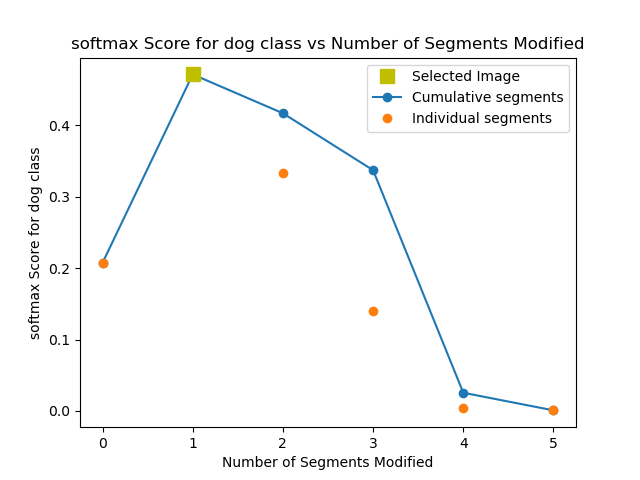 softmax Score for dog class vs Number of Segments Modified
Selected Image
Cumulative segments
Individual segments
softmax Score for dog class
0.4
0.3
0.2
0.1
0.0
0 1 2 3 4 5
Number of Segments Modified